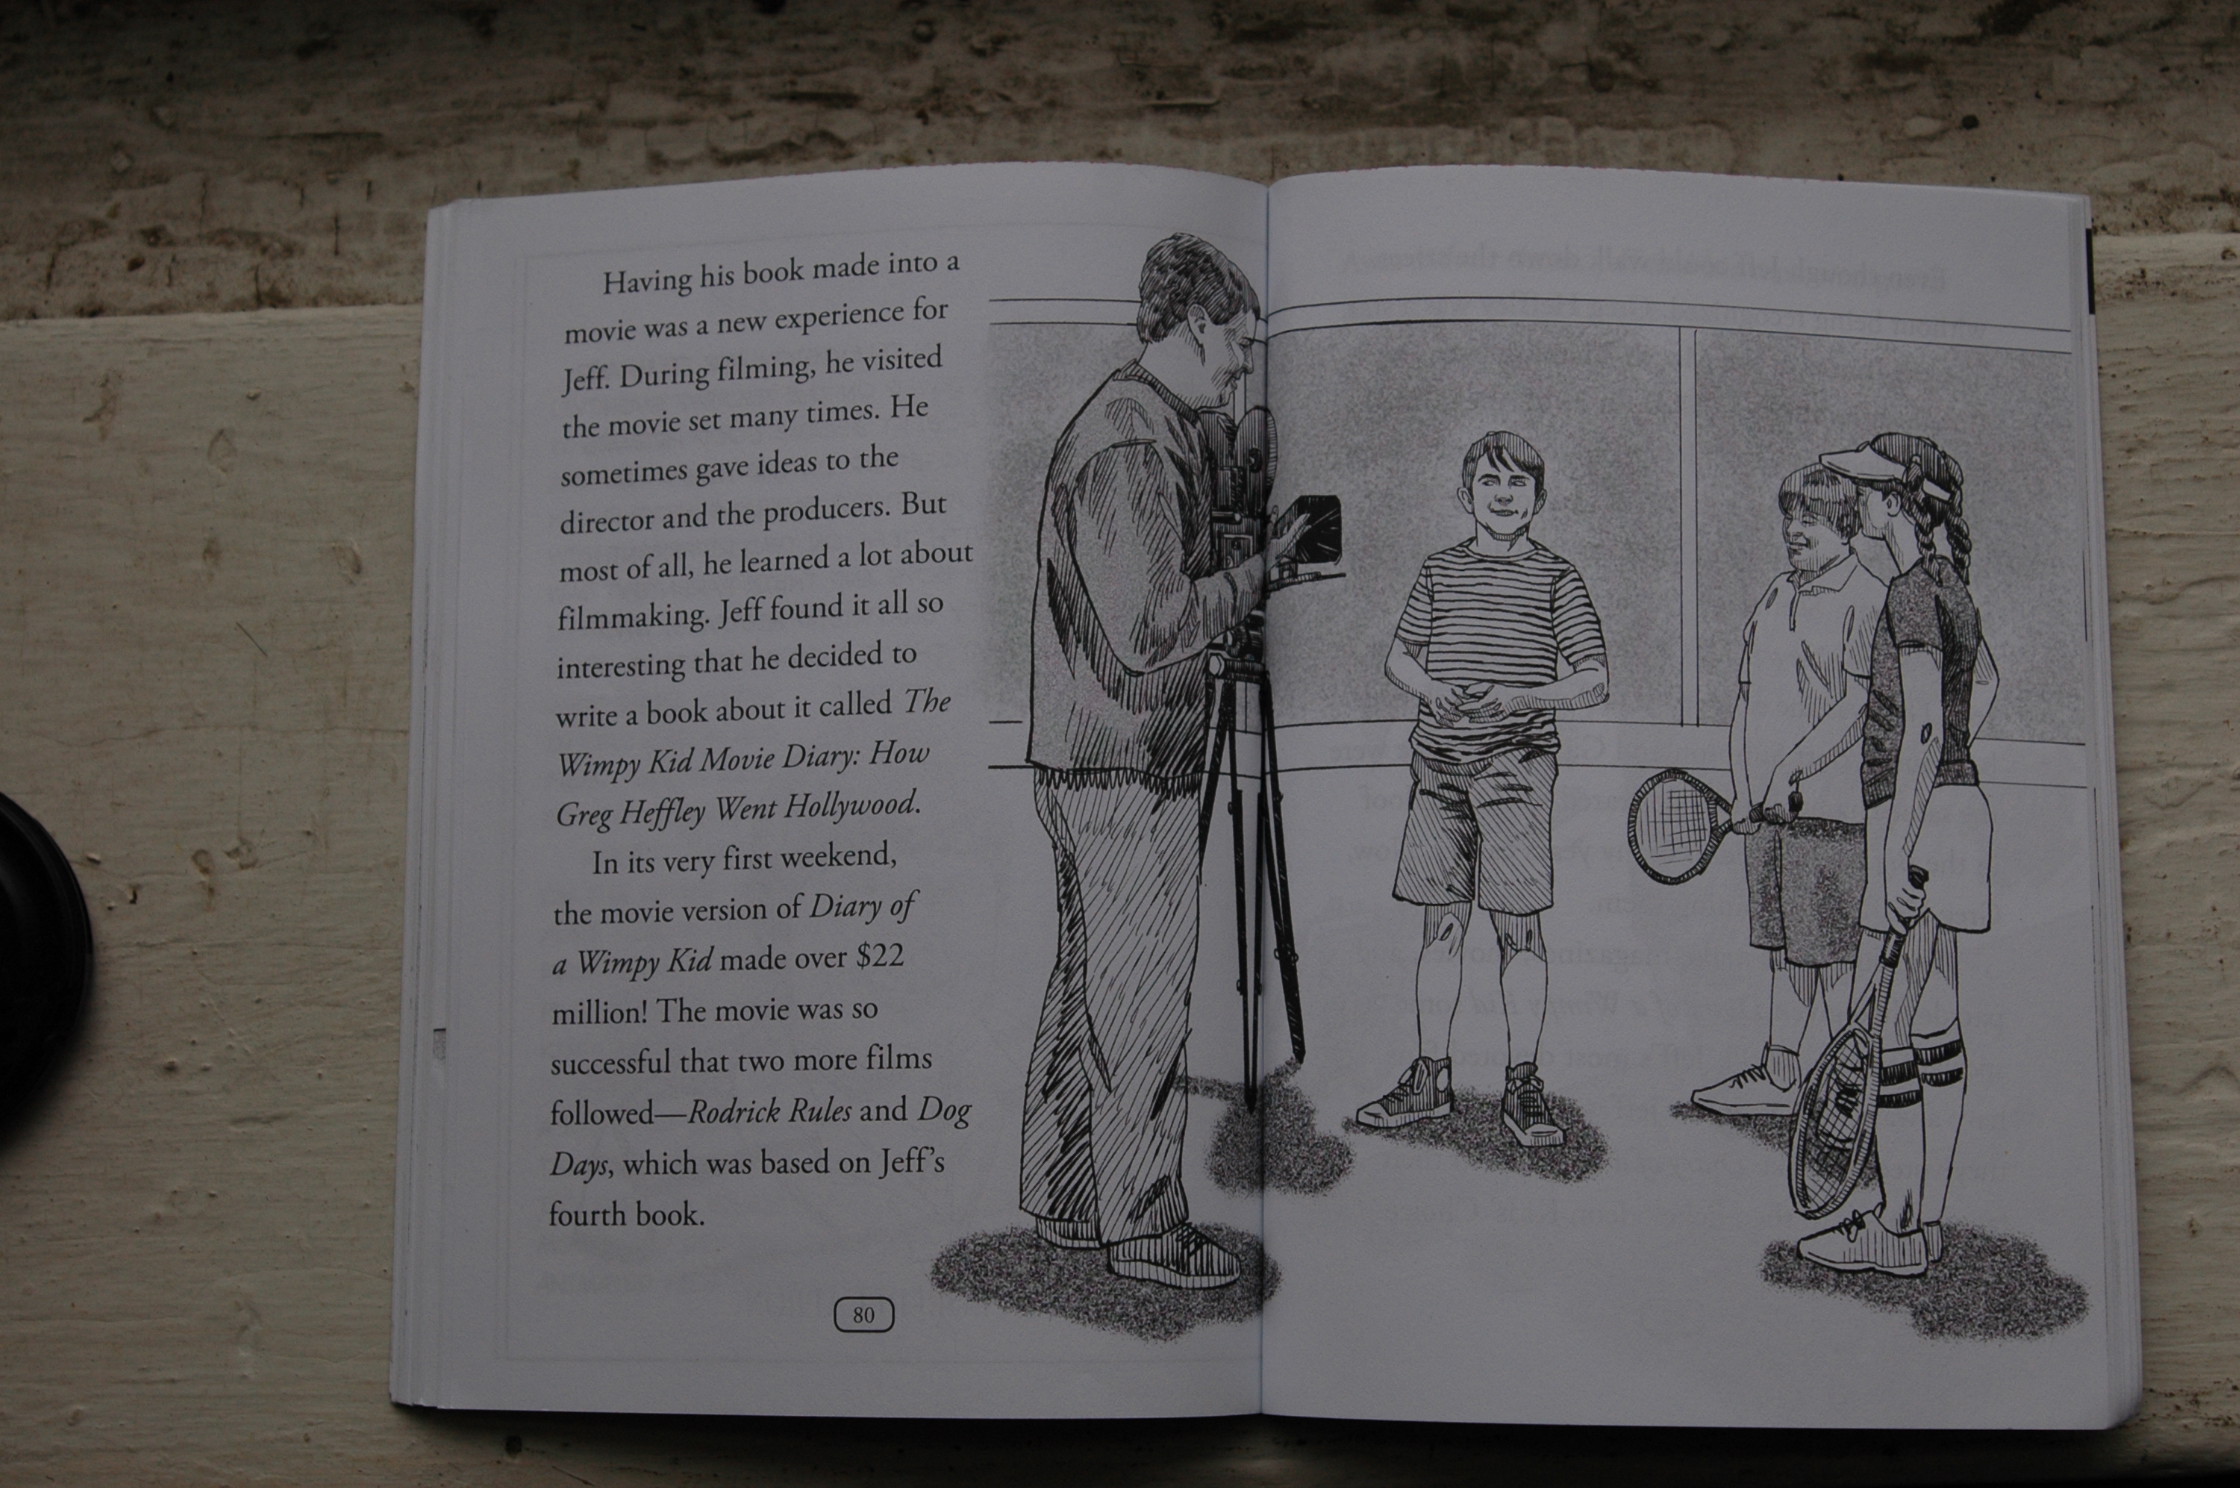 Having his book made into a
movie was a new experience for
Jeff. During filming, he visited
the movie set many times. He
sometimes gave ideas to the
director and the producers. But
most of all, he learned a lot about
filmmaking. Jeff found it all so
interesting that he decided to
write a book about it called The
Wimpy Kid Movie Diary: How
Greg Heffley Went Hollywood.
In its very first weekend,
the movie version of Diary of
a Wimpy Kid made over $22
million! The movie was so
successful that two more films
followed—Rodrick Rules and Dog
Days, which was based on Jeff's
fourth book.
80